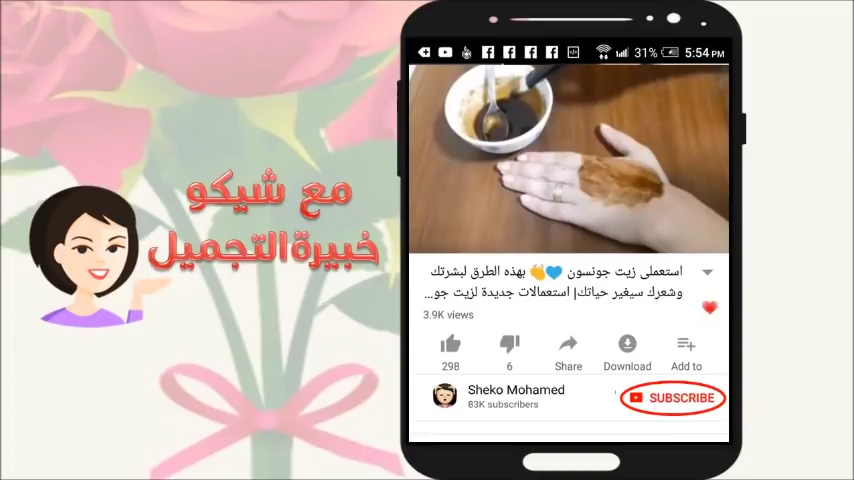 مع شيكو
خبيرة التجميل
31% 5:54 PM
استعملى زيت جونسون 💙👏 بهذه الطرق لبشرتك
وشعرك سيغير حياتك| استعمالات جديدة لزيت جو...
3.9K views
298
6
Share
Download
Add to
Sheko Mohamed
83K subscribers
SUBSCRIBE